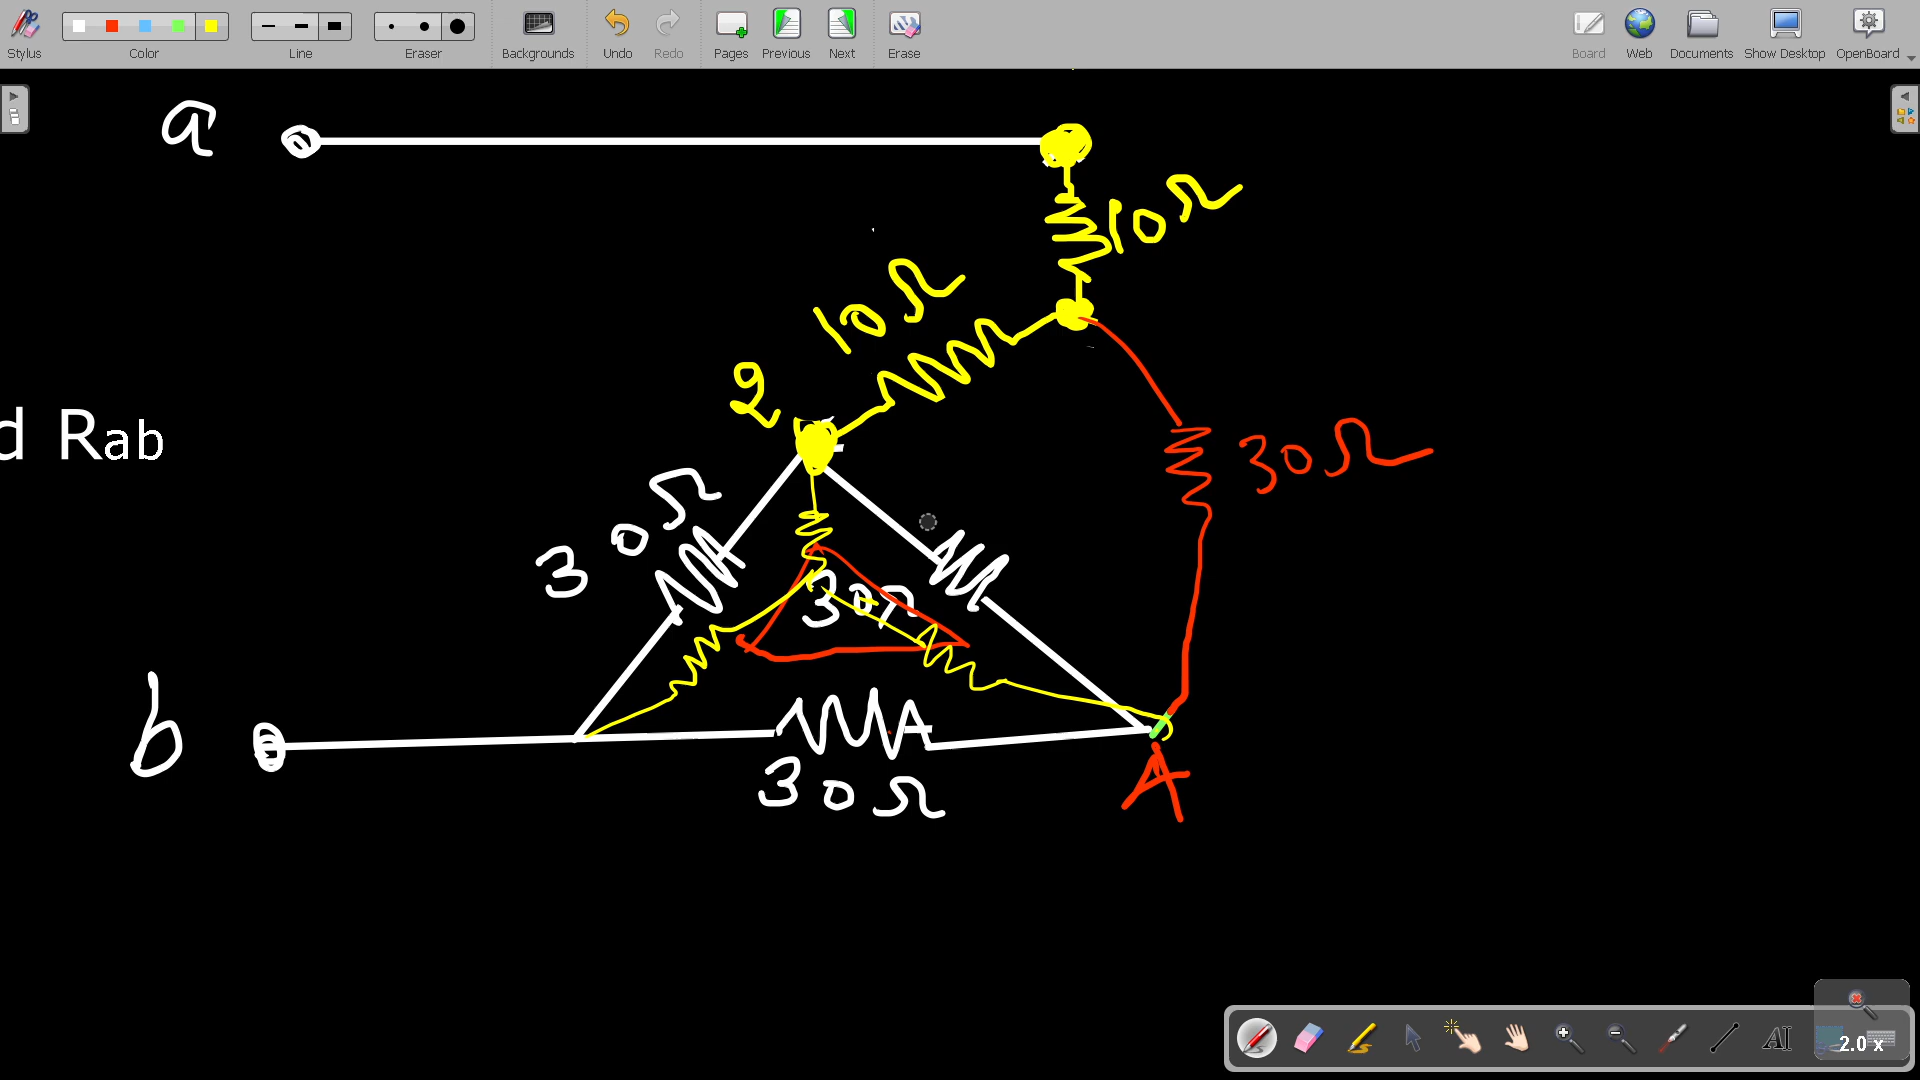 Stylus Color Line Eraser Backgrounds Undo Redo Pages Previous Next Erase Board Web Documents Show Desktop OpenBoard
a
10Ω
10Ω
2
d Rab
30Ω
30Ω
30Ω
b
30Ω
A
AI
2.0 x